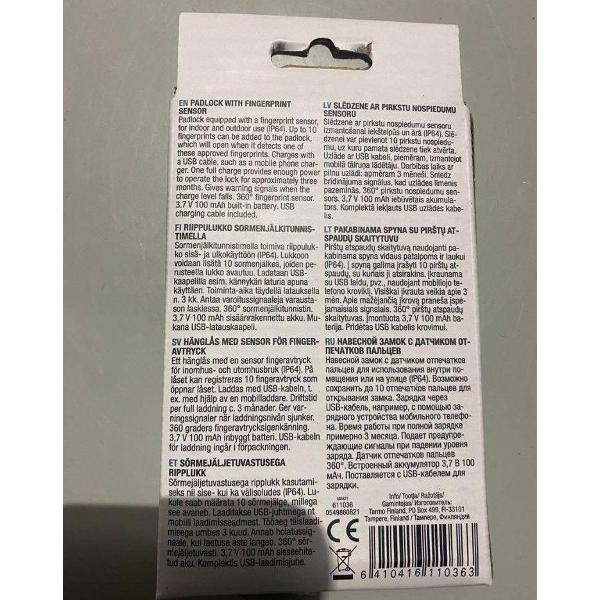 EN PADLOCK WITH FINGERPRINT
SENSOR
Padlock equipped with a fingerprint sensor,
for indoor and outdoor use (IP64). Up to 10
fingerprints can be added to the padlock,
which will open when it detects one of
these approved fingerprints. Charges with
a USB cable, such as a mobile phone char-
ger. One full charge provides enough power
to operate the lock for approximately three
months. Gives warning signals when the
charge level falls. 360° fingerprint sensor.
3,7 V 100 mAh built-in battery. USB
charging cable included.
FI RIIPPULUKKO SORMENJÄLKITUNNIS-
TIMELLA
Sormenjälkitunnistimella toimiva riippuluk-
ko sisä- ja ulkokäyttöön (IP64). Lukkoon
voidaan lisätä 10 sormenjälkeä, joiden pe-
rusteella lukko avautuu. Ladataan USB-
kaapelilla esim. kännykän laturia apuna
käyttäen. Toiminta-aika täydellä latauksella
n. 3 kk. Antaa varoitussignaaleja varausta-
son laskiessa. 360° sormenjälkitunnistin.
3,7 V 100 mAh sisäänrakennettu akku. Mu-
kana USB-latauskaapeli.
SV HÄNGLÅS MED SENSOR FÖR FINGER-
AVTRYCK
Ett hänglås med en sensor fingeravtryck
för inomhus- och utomhusbruk (IP64). På
låset kan registreras 10 fingeravtryck som
öppnar låset. Laddas med USB-kabeln, t.
ex. med hjälp av en mobilladdare. Driftstid
per full laddning c. 3 månader. Ger var-
ningssignaler när laddningsnivån sjunker.
360 graders fingeravtrycksigenkänning.
3,7 V 100 mAh inbyggt batteri. USB-kabeln
för laddning ingår i förpackningen.
ET SÕRMEJÄLJETUVASTUSEGA
RIPPLUKK
Sõrmejäljetuvastusega ripplukk kasutami-
seks nii sise- kui ka välisoludes (IP64). Lu-
kule saab määrata 10 sõrmejälge, millega
see avaneb. Laaditakse USB-juhtmega nt
mobiili laadimisseadmest. Tööaeg täislaadi-
misega umbes 3 kuud. Annab hoiatussig-
naale, kui laetuse aste langeb. 360° sõr-
mejäljetuvasti. 3,7 V 100 mAh sisseehita-
tud aku. Komplektis USB-laadimisjuhe.
LV SLĒDZENE AR PIRKSTU NOSPIEDUMU
SENSORU
Slēdzene ar pirkstu nospiedumu sensoru
izmantošanai iekštelpās un ārā (IP64). Slē-
dzenei var pievienot 10 pirkstu nospiedu-
mu, uz kuru pamata slēdzene tiek atvērta.
Uzlāde ar USB kabeli, piemēram, izmantojot
mobilā tālruņa lādētāju. Darbības laiks ar
pilnu uzlādi: apmēram 3 mēneši. Sniedz
brīdinājuma signālus, kad uzlādes līmenis
pazeminās. 360° pirkstu nospiedumu sen-
sors. 3,7 V 100 mAh iebūvētais akumula-
tors. Komplektā iekļauts USB uzlādes kabe-
lis.
LT PAKABINAMA SPYNA SU PIRŠTŲ AT-
SPAUDŲ SKAITYTUVU
Pirštų atspaudų skaitytuvą naudojanti pa-
kabinama spyna vidaus patalpoms ir laukui
(IP64). Į spyną galima įrašyti 10 pirštų at-
spaudų, su kuriais ji atsirakina. Įkraunama
su USB laidu, pvz., naudojant mobiliojo te-
lefono kroviklį. Visiškai įkrauta veikia apie 3
mėn. Apie mažėjančią įkrovą praneša įspė-
jamaisiais signalais. 360° pirštų atspaudų
skaitytuvas. Įmontuota 3,7 V 100 mAh ba-
terija. Pridėtas USB kabelis krovimui.
RU НАВЕСНОЙ ЗАМОК С ДАТЧИКОМ ОТ-
ПЕЧАТКОВ ПАЛЬЦЕВ
Навесной замок с датчиком отпечатков
пальцев для использования внутри по-
мещения или на улице (IP64). Возможно
сохранить до 10 отпечатков пальцев для
открывания замка. Зарядка через
USB-кабель, например, с помощью за-
рядного устройства мобильного телефо-
на. Время работы при полной зарядке
примерно 3 месяца. Подает предупреж-
дающие сигналы при падении уровня
заряда. Датчик отпечатков пальцев
360°. Встроенный аккумулятор 3,7 В 100
мАч. Поставляется с USB-кабелем для
зарядки.
611036
0549860621
CE
Info/ Tootja/ Ražotājs/
Gamintojas/ Изготовитель:
Tarmo Finland, PO Box 499, FI-33101
Tampere, Finland / Тампере, Финляндия
6 410416 110363